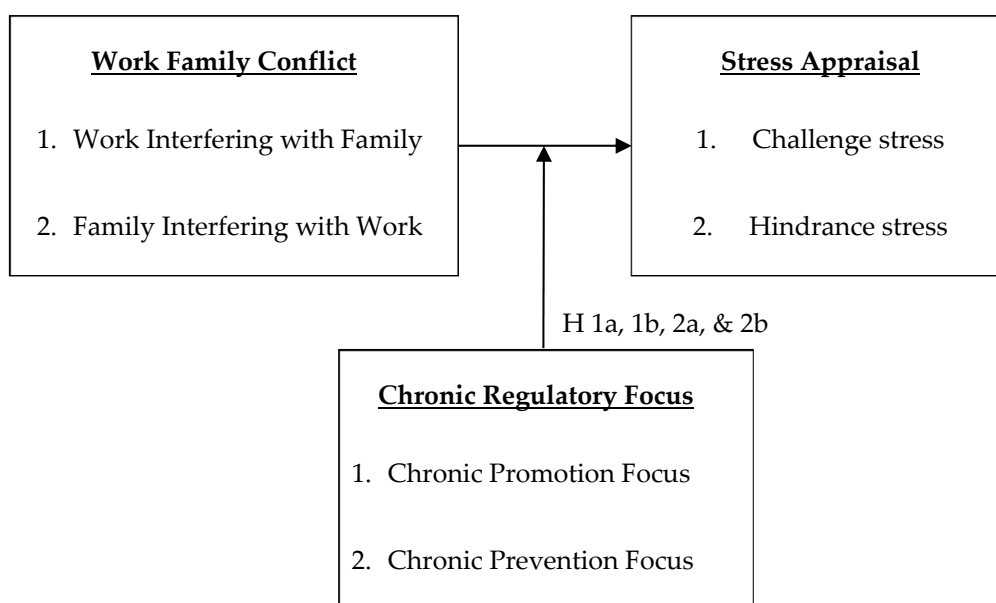 Work Family Conflict
1. Work Interfering with Family
2. Family Interfering with Work
Stress Appraisal
1. Challenge stress
2. Hindrance stress
H 1a, 1b, 2a, & 2b
Chronic Regulatory Focus
1. Chronic Promotion Focus
2. Chronic Prevention Focus